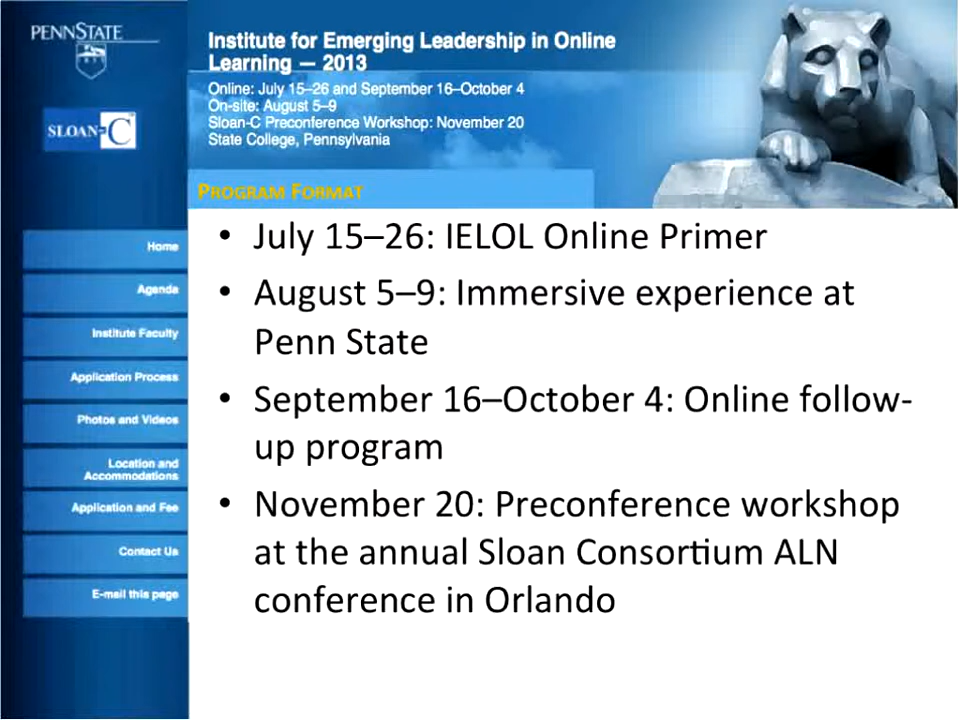 PENNSTATE
SLOAN-C
Institute for Emerging Leadership in Online
Learning — 2013
Online: July 15–26 and September 16–October 4
On-site: August 5–9
Sloan-C Preconference Workshop: November 20
State College, Pennsylvania
PROGRAM FORMAT
Home
Agenda
Institute Faculty
Application Process
Photos and Videos
Location and
Accommodations
Application and Fee
Contact Us
E-mail this page
• July 15–26: IELOL Online Primer
• August 5–9: Immersive experience at
Penn State
• September 16–October 4: Online follow-
up program
• November 20: Preconference workshop
at the annual Sloan Consortium ALN
conference in Orlando